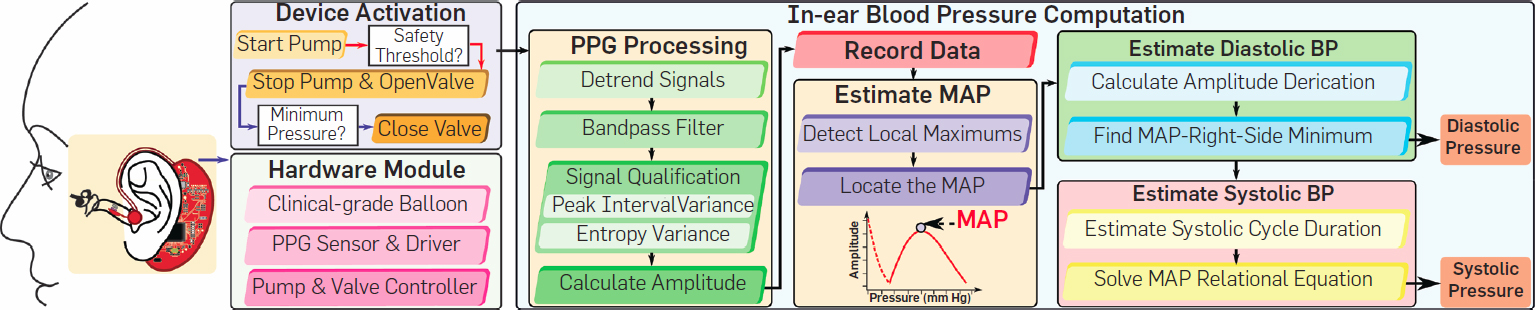 Device Activation
Start Pump
Safety
Threshold?
Stop Pump & OpenValve
Minimum
Pressure?
Close Valve
Hardware Module
Clinical-grade Balloon
PPG Sensor & Driver
Pump & Valve Controller
In-ear Blood Pressure Computation
PPG Processing
Detrend Signals
Bandpass Filter
Signal Qualification
Peak IntervalVariance
Entropy Variance
Calculate Amplitude
Record Data
Estimate MAP
Detect Local Maximums
Locate the MAP
MAP
Amplitude
Pressure (mm Hg)
Estimate Diastolic BP
Calculate Amplitude Derication
Find MAP-Right-Side Minimum
Diastolic
Pressure
Estimate Systolic BP
Estimate Systolic Cycle Duration
Solve MAP Relational Equation
Systolic
Pressure